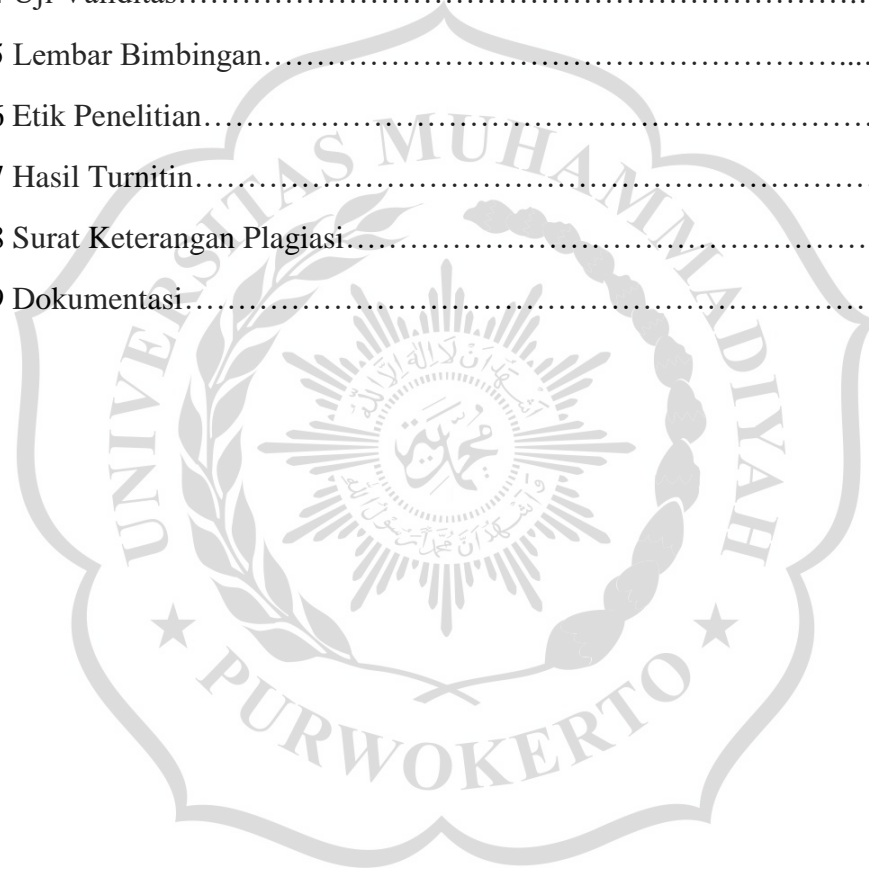 Uji Validitas……………………………………………………………….
5 Lembar Bimbingan…………………………………………………...…
6 Etik Penelitian……………………………………………………………
7 Hasil Turnitin……………………………………………………………
8 Surat Keterangan Plagiasi………………………………………………
9 Dokumentasi………………………………………………………………
UNIVERSITAS MUHAMMADIYAH
PURWOKERTO